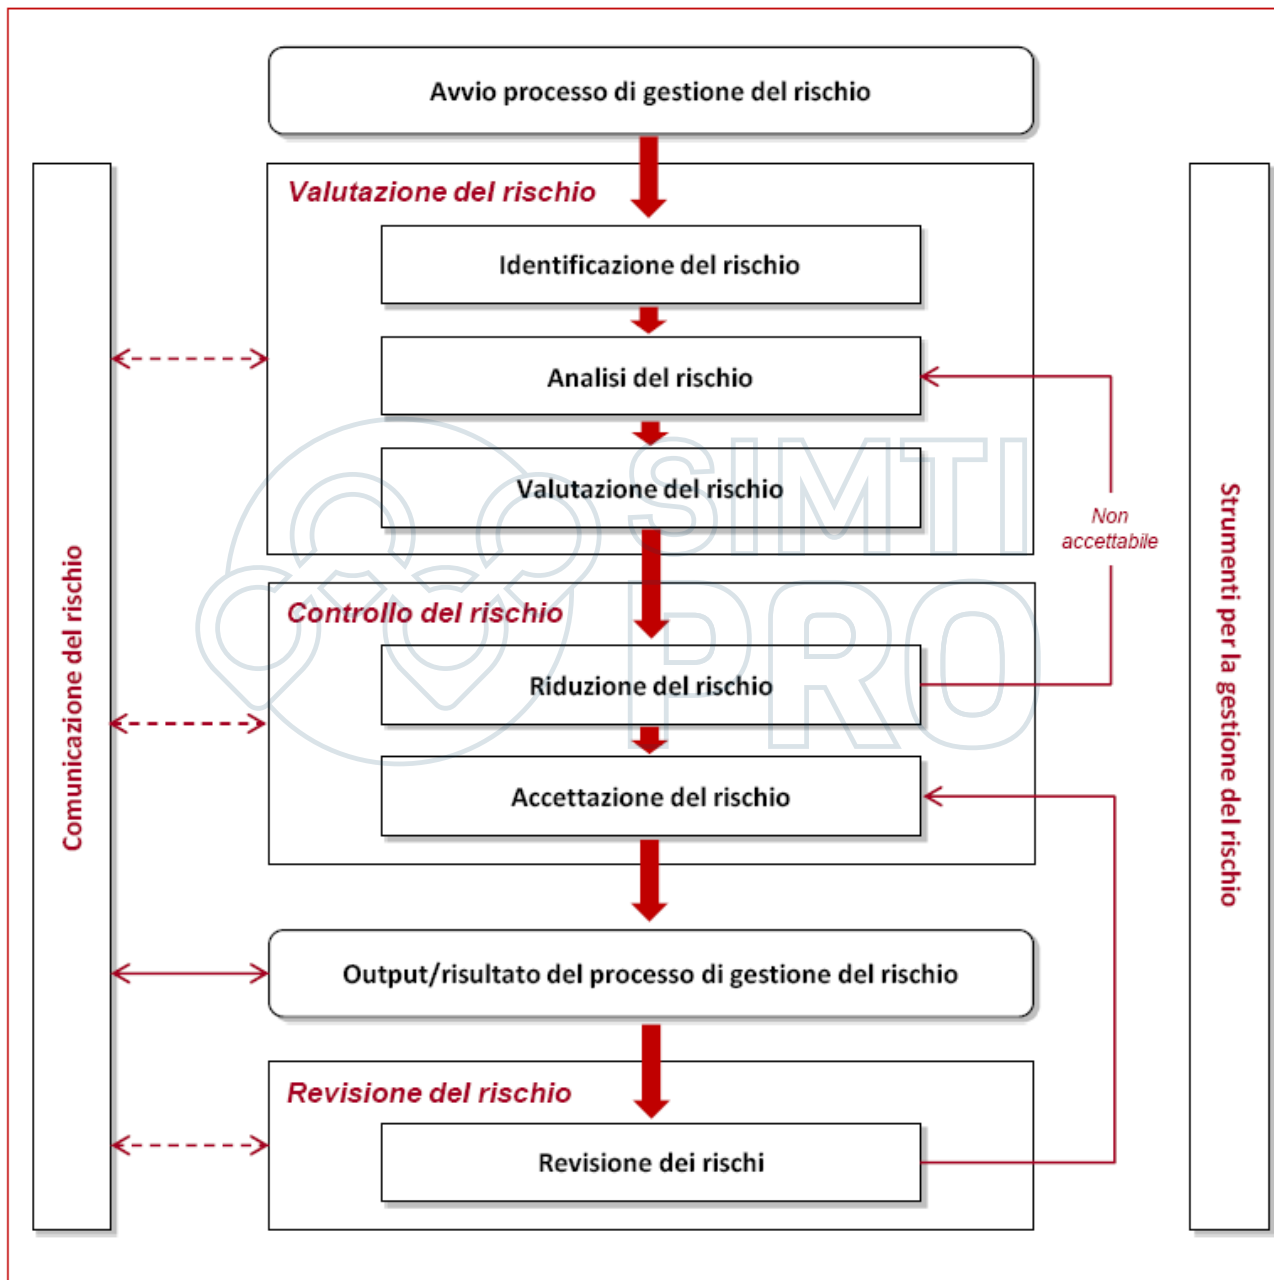 Avvio processo di gestione del rischio
Valutazione del rischio
Identificazione del rischio
Analisi del rischio
Valutazione del rischio
Non
accettabile
Controllo del rischio
Riduzione del rischio
Accettazione del rischio
Output/risultato del processo di gestione del rischio
Revisione del rischio
Revisione dei rischi
Comunicazione del rischio
Strumenti per la gestione del rischio
SIMTI
PRO